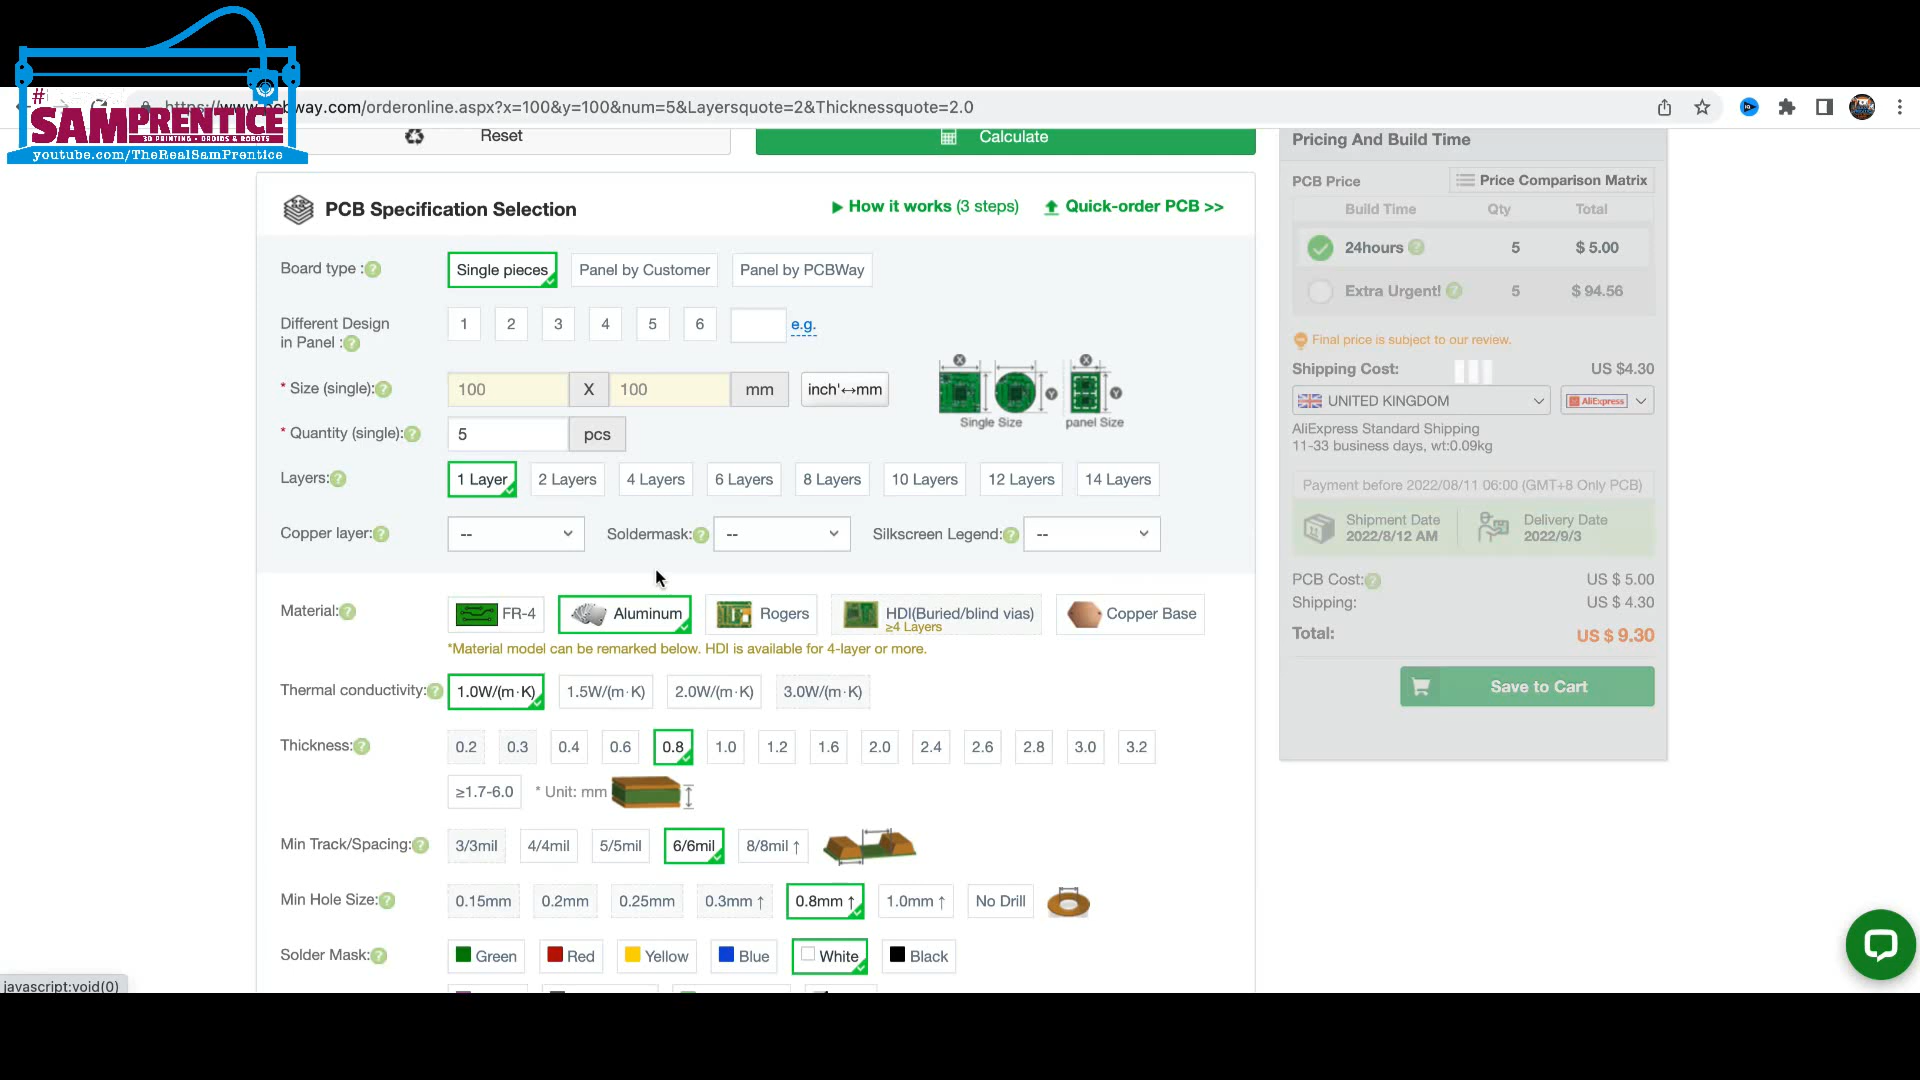 #
SAMPRENTICE
3D PRINTING • DROIDS & ROBOTS
youtube.com/TheRealSamPrentice
https://www.pcbway.com/orderonline.aspx?x=100&y=100&num=5&Layersquote=2&Thicknessquote=2.0
Reset
Calculate
PCB Specification Selection
How it works (3 steps)
Quick-order PCB >>
Board type :?
Single pieces
Panel by Customer
Panel by PCBWay
Different Design
in Panel :?
1 2 3 4 5 6
e.g.
* Size (single):?
100 X 100 mm
inch'↔mm
X X
Y Y
Single Size
panel Size
* Quantity (single):?
5 pcs
Layers:?
1 Layer
2 Layers
4 Layers
6 Layers
8 Layers
10 Layers
12 Layers
14 Layers
Copper layer:?
--
Soldermask:?
--
Silkscreen Legend:?
--
Material:?
FR-4
Aluminum
Rogers
HDI(Buried/blind vias)
≥4 Layers
Copper Base
*Material model can be remarked below. HDI is available for 4-layer or more.
Thermal conductivity:?
1.0W/(m·K)
1.5W/(m·K)
2.0W/(m·K)
3.0W/(m·K)
Thickness:?
0.2 0.3 0.4 0.6 0.8 1.0 1.2 1.6 2.0 2.4 2.6 2.8 3.0 3.2
≥1.7-6.0
* Unit: mm
Min Track/Spacing:?
3/3mil
4/4mil
5/5mil
6/6mil
8/8mil ↑
Min Hole Size:?
0.15mm
0.2mm
0.25mm
0.3mm ↑
0.8mm ↑
1.0mm ↑
No Drill
Solder Mask:?
Green
Red
Yellow
Blue
White
Black
Pricing And Build Time
PCB Price
Price Comparison Matrix
Build Time Qty Total
24hours ? 5 $ 5.00
Extra Urgent! ? 5 $ 94.56
Final price is subject to our review.
Shipping Cost: US $4.30
UNITED KINGDOM
AliExpress
AliExpress Standard Shipping
11-33 business days, wt:0.09kg
Payment before 2022/08/11 06:00 (GMT+8 Only PCB)
Shipment Date
2022/8/12 AM
Delivery Date
2022/9/3
PCB Cost:? US $ 5.00
Shipping: US $ 4.30
Total: US $ 9.30
Save to Cart
javascript:void(0)